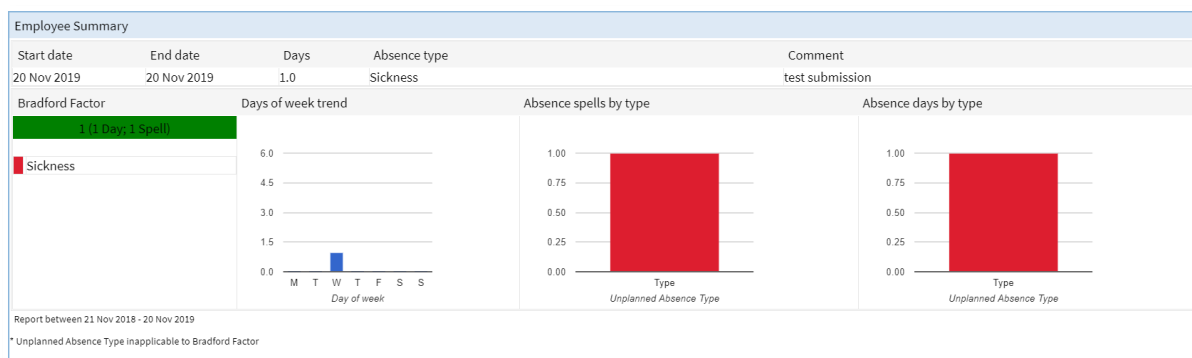 Employee Summary
Start date End date Days Absence type Comment
20 Nov 2019 20 Nov 2019 1.0 Sickness test submission
Bradford Factor Days of week trend Absence spells by type Absence days by type
1 (1 Day; 1 Spell)
Sickness
6.0
4.5
3.0
1.5
0.0
M T W T F S S
Day of week
1.00
0.75
0.50
0.25
0.00
Type
Unplanned Absence Type
1.00
0.75
0.50
0.25
0.00
Type
Unplanned Absence Type
Report between 21 Nov 2018 - 20 Nov 2019
* Unplanned Absence Type inapplicable to Bradford Factor